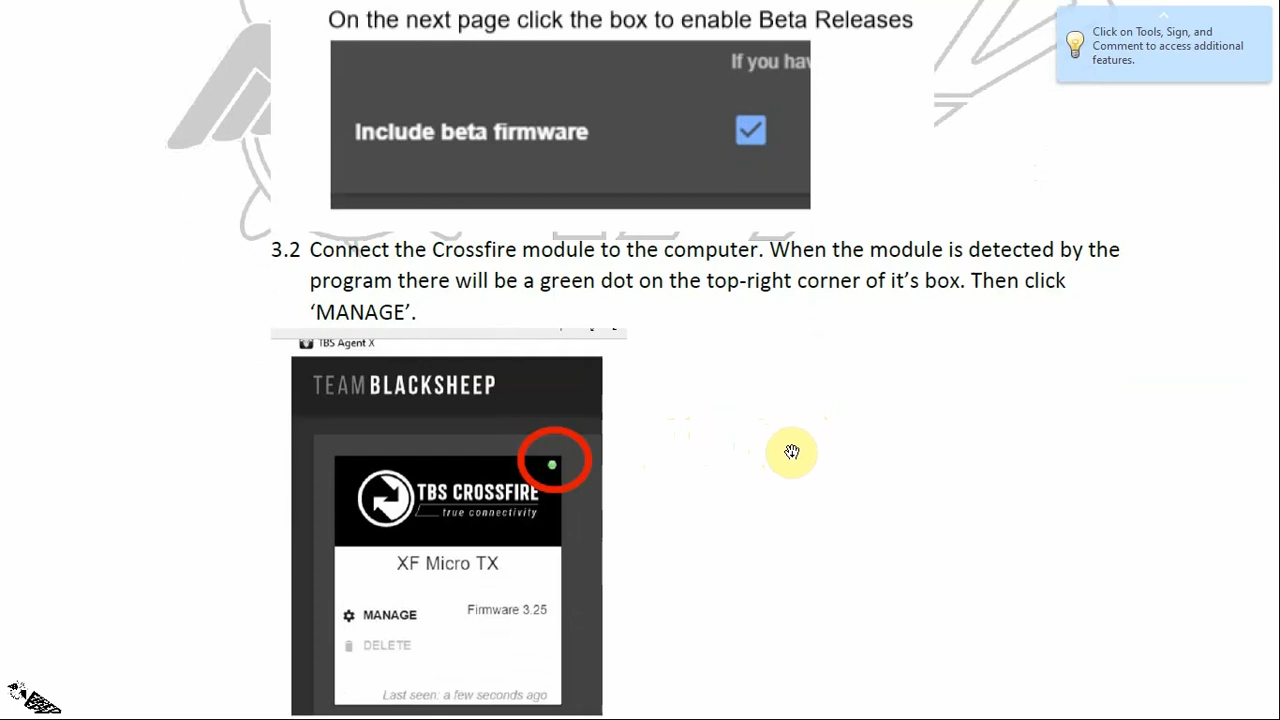 On the next page click the box to enable Beta Releases
Click on Tools, Sign, and
Comment to access additional
features.
If you hav
Include beta firmware
3.2 Connect the Crossfire module to the computer. When the module is detected by the
program there will be a green dot on the top-right corner of it’s box. Then click
‘MANAGE’.
TBS Agent X
TEAMBLACKSHEEP
TBS CROSSFIRE
true connectivity
XF Micro TX
MANAGE Firmware 3.25
DELETE
Last seen: a few seconds ago